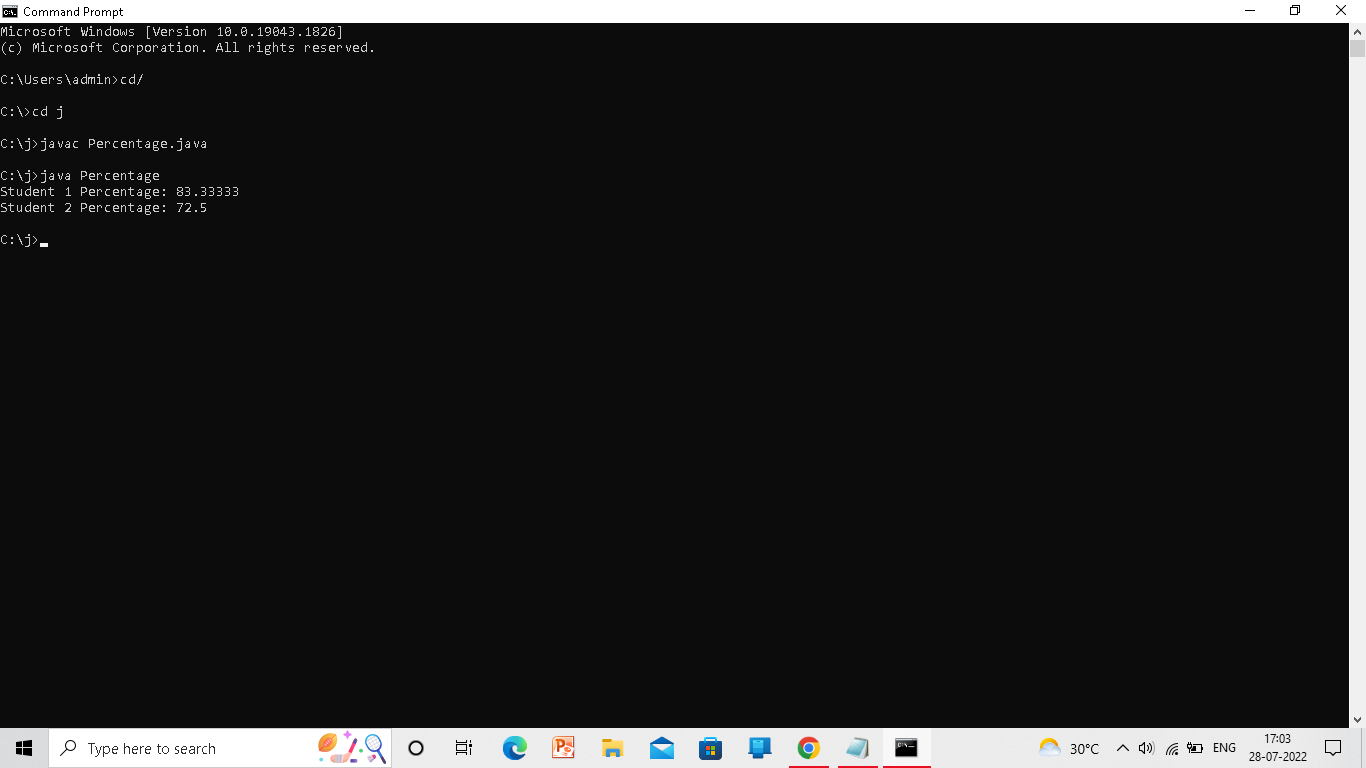 Command Prompt
Microsoft Windows [Version 10.0.19043.1826]
(c) Microsoft Corporation. All rights reserved.
C:\Users\admin>cd/
C:\>cd j
C:\j>javac Percentage.java
C:\j>java Percentage
Student 1 Percentage: 83.33333
Student 2 Percentage: 72.5
C:\j>
Type here to search
30°C
ENG
17:03
28-07-2022